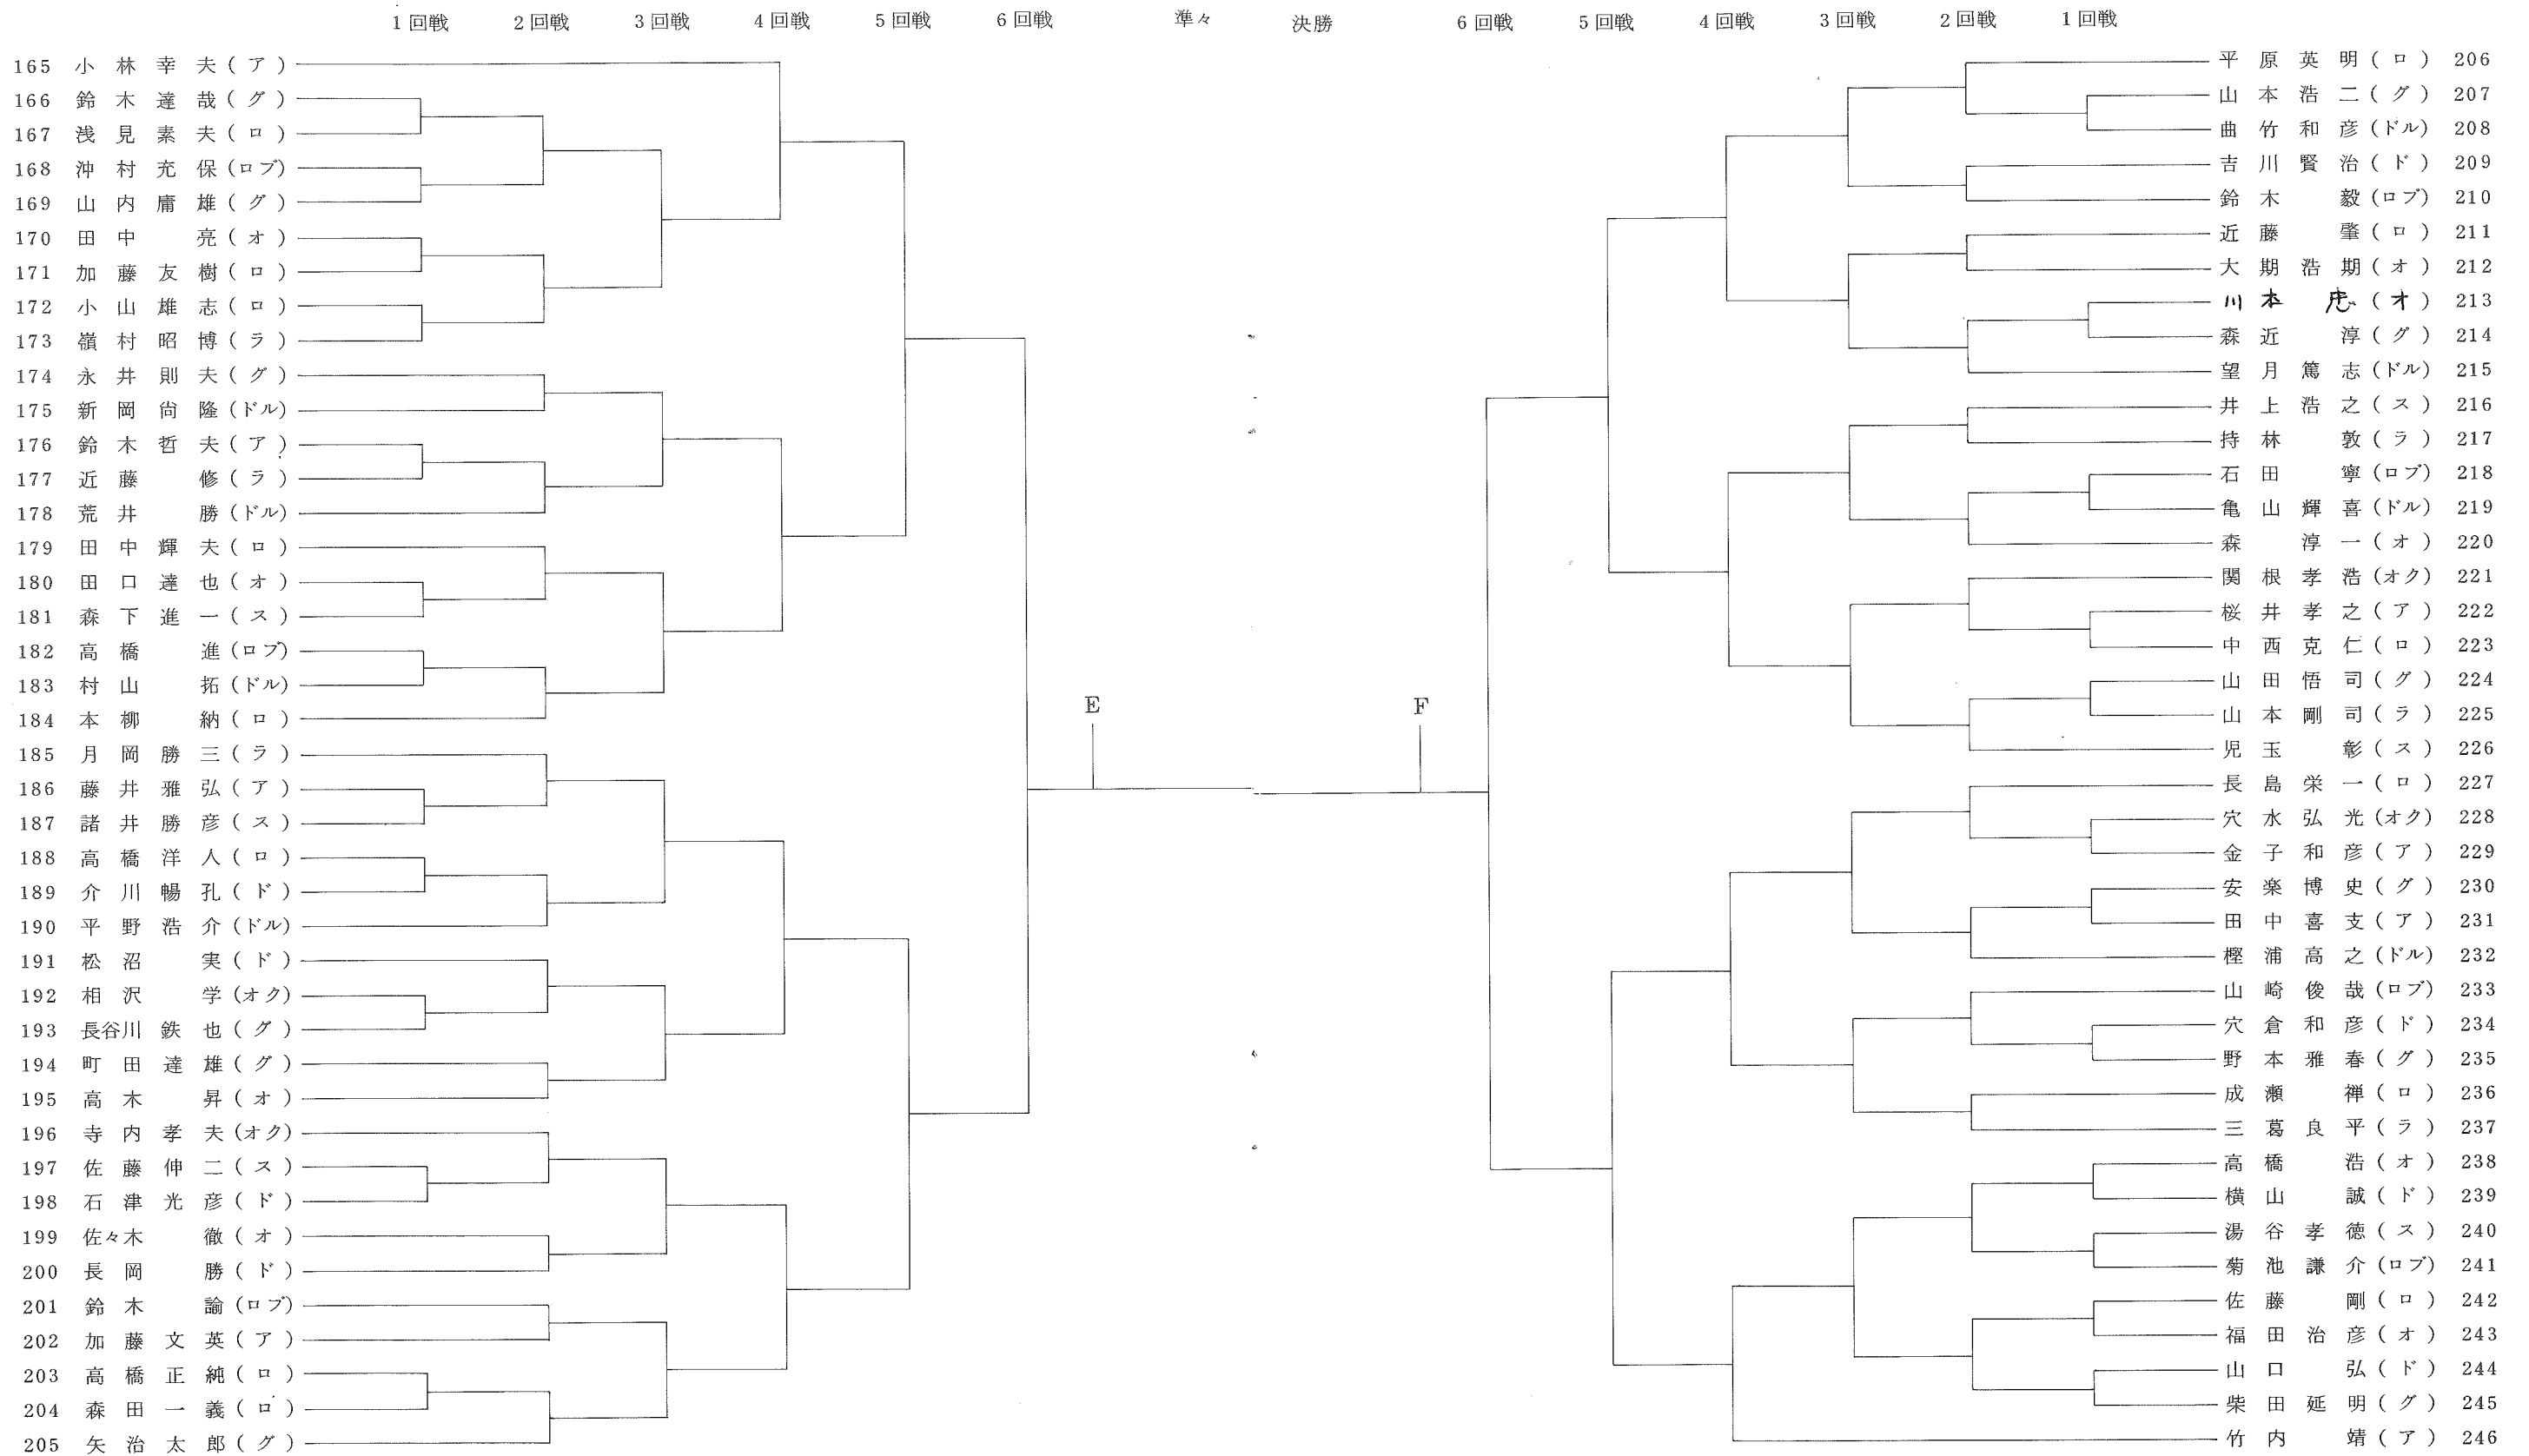 1回戦 2回戦 3回戦 4回戦 5回戦 6回戦 準々 決勝 6回戦 5回戦 4回戦 3回戦 2回戦 1回戦
165 小林幸夫(ア)
166 鈴木達哉(グ)
167 浅見素夫(ロ)
168 沖村充保(ロブ)
169 山内庸雄(グ)
170 田中亮(オ)
171 加藤友樹(ロ)
172 小山雄志(ロ)
173 嶺村昭博(ラ)
174 永井則夫(グ)
175 新岡尚隆(ドル)
176 鈴木哲夫(ア)
177 近藤修(ラ)
178 荒井勝(ドル)
179 田中輝夫(ロ)
180 田口達也(オ)
181 森下進一(ス)
182 高橋進(ロブ)
183 村山拓(ドル)
184 本柳納(ロ)
185 月岡勝三(ラ)
186 藤井雅弘(ア)
187 諸井勝彦(ス)
188 高橋洋人(ロ)
189 介川暢孔(ド)
190 平野浩介(ドル)
191 松沼実(ド)
192 相沢学(オク)
193 長谷川鉄也(グ)
194 町田達雄(グ)
195 高木昇(オ)
196 寺内孝夫(オク)
197 佐藤伸二(ス)
198 石津光彦(ド)
199 佐々木徹(オ)
200 長岡勝(ド)
201 鈴木諭(ロブ)
202 加藤文英(ア)
203 高橋正純(ロ)
204 森田一義(ロ)
205 矢治太郎(グ)
E
F
平原英明(ロ) 206
山本浩二(グ) 207
曲竹和彦(ドル) 208
吉川賢治(ド) 209
鈴木毅(ロブ) 210
近藤肇(ロ) 211
大期浩期(オ) 212
川本忠(オ) 213
森近淳(グ) 214
望月篤志(ドル) 215
井上浩之(ス) 216
持林敦(ラ) 217
石田寧(ロブ) 218
亀山輝喜(ドル) 219
森淳一(オ) 220
関根孝浩(オク) 221
桜井孝之(ア) 222
中西克仁(ロ) 223
山田悟司(グ) 224
山本剛司(ラ) 225
児玉彰(ス) 226
長島栄一(ロ) 227
穴水弘光(オク) 228
金子和彦(ア) 229
安楽博史(グ) 230
田中喜支(ア) 231
樫浦高之(ドル) 232
山崎俊哉(ロブ) 233
穴倉和彦(ド) 234
野本雅春(グ) 235
成瀬禅(ロ) 236
三葛良平(ラ) 237
高橋浩(オ) 238
横山誠(ド) 239
湯谷孝徳(ス) 240
菊池謙介(ロブ) 241
佐藤剛(ロ) 242
福田治彦(オ) 243
山口弘(ド) 244
柴田延明(グ) 245
竹内靖(ア) 246